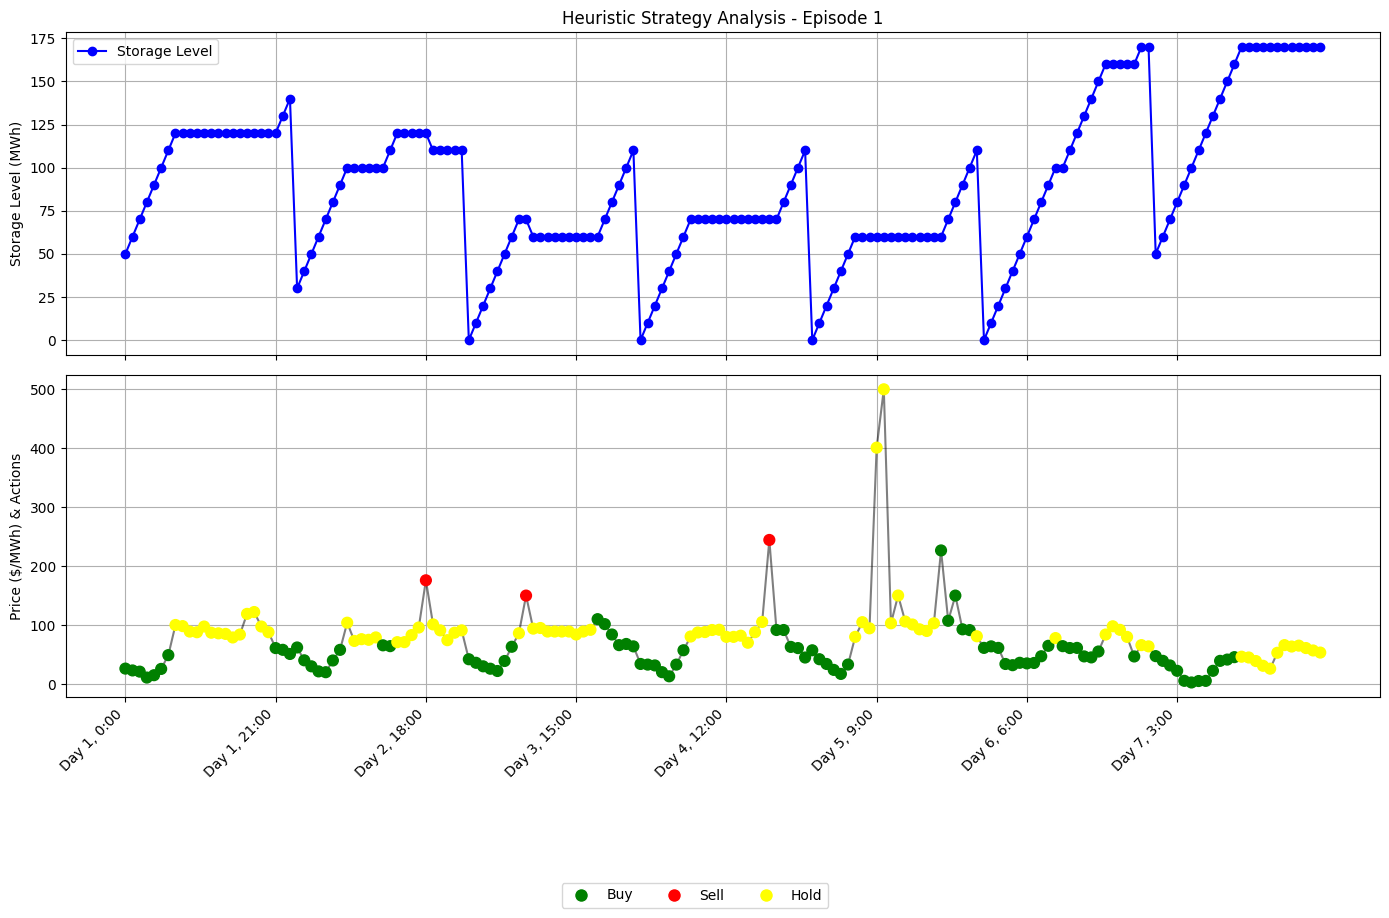 Heuristic Strategy Analysis - Episode 1
Storage Level
Storage Level (MWh)
175
150
125
100
75
50
25
0
Price ($/MWh) & Actions
500
400
300
200
100
0
Day 1, 0:00
Day 1, 21:00
Day 2, 18:00
Day 3, 15:00
Day 4, 12:00
Day 5, 9:00
Day 6, 6:00
Day 7, 3:00
Buy
Sell
Hold